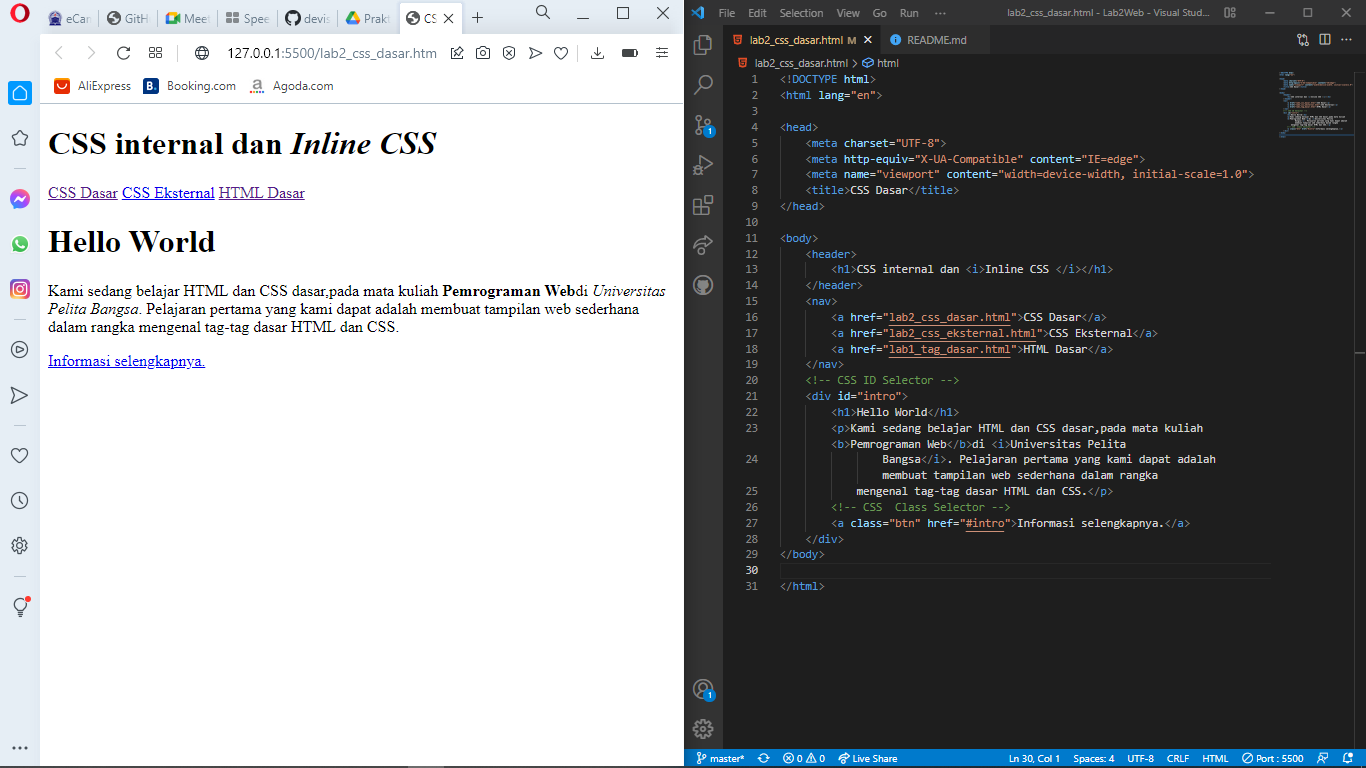 eCan
GitH
Meet
Spee
devis
Prakt
CS
127.0.0.1:5500/lab2_css_dasar.htm
AliExpress
B. Booking.com
a Agoda.com
CSS internal dan Inline CSS
CSS Dasar CSS Eksternal HTML Dasar
Hello World
Kami sedang belajar HTML dan CSS dasar,pada mata kuliah Pemrograman Webdi Universitas
Pelita Bangsa. Pelajaran pertama yang kami dapat adalah membuat tampilan web sederhana
dalam rangka mengenal tag-tag dasar HTML dan CSS.
Informasi selengkapnya.
File Edit Selection View Go Run ···
lab2_css_dasar.html - Lab2Web - Visual Stud...
lab2_css_dasar.html M
README.md
lab2_css_dasar.html > html
1 <!DOCTYPE html>
2 <html lang="en">
3
4 <head>
5 <meta charset="UTF-8">
6 <meta http-equiv="X-UA-Compatible" content="IE=edge">
7 <meta name="viewport" content="width=device-width, initial-scale=1.0">
8 <title>CSS Dasar</title>
9 </head>
10
11 <body>
12 <header>
13 <h1>CSS internal dan <i>Inline CSS </i></h1>
14 </header>
15 <nav>
16 <a href="lab2_css_dasar.html">CSS Dasar</a>
17 <a href="lab2_css_eksternal.html">CSS Eksternal</a>
18 <a href="lab1_tag_dasar.html">HTML Dasar</a>
19 </nav>
20 <!-- CSS ID Selector -->
21 <div id="intro">
22 <h1>Hello World</h1>
23 <p>Kami sedang belajar HTML dan CSS dasar,pada mata kuliah
<b>Pemrograman Web</b>di <i>Universitas Pelita
24 Bangsa</i>. Pelajaran pertama yang kami dapat adalah
membuat tampilan web sederhana dalam rangka
25 mengenal tag-tag dasar HTML dan CSS.</p>
26 <!-- CSS  Class Selector -->
27 <a class="btn" href="#intro">Informasi selengkapnya.</a>
28 </div>
29 </body>
30
31 </html>
1
1
master* 0 0 Live Share
Ln 30, Col 1 Spaces: 4 UTF-8 CRLF HTML Port : 5500